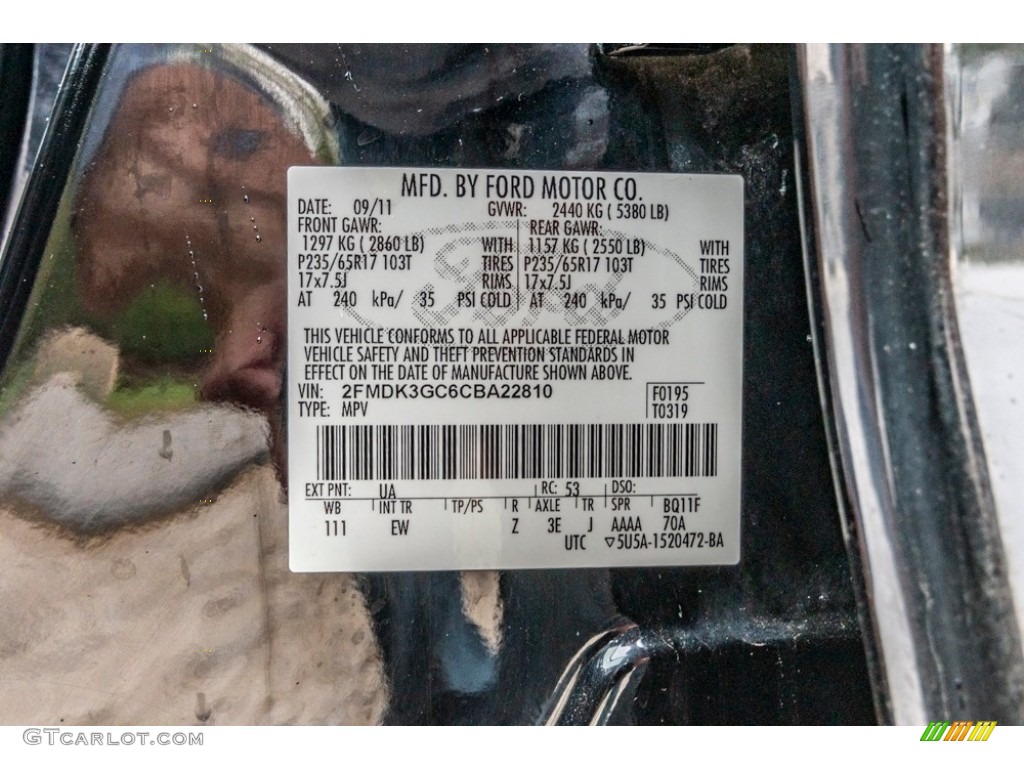 MFD. BY FORD MOTOR CO.
DATE: 09/11 GVWR: 2440 KG ( 5380 LB)
FRONT GAWR: REAR GAWR:
1297 KG ( 2860 LB) WITH 1157 KG ( 2550 LB) WITH
P235/65R17 103T TIRES P235/65R17 103T TIRES
17x7.5J RIMS 17x7.5J RIMS
AT 240 kPa/ 35 PSI COLD AT 240 kPa/ 35 PSI COLD
Ford
THIS VEHICLE CONFORMS TO ALL APPLICABLE FEDERAL MOTOR
VEHICLE SAFETY AND THEFT PREVENTION STANDARDS IN
EFFECT ON THE DATE OF MANUFACTURE SHOWN ABOVE.
VIN: 2FMDK3GC6CBA22810 F0195
TYPE: MPV T0319
EXT PNT: UA RC: 53 DSO:
WB INT TR TP/PS R AXLE TR SPR BQ11F
111 EW Z 3E J AAAA 70A
UTC ▽5U5A-1520472-BA
GTcarlot.com